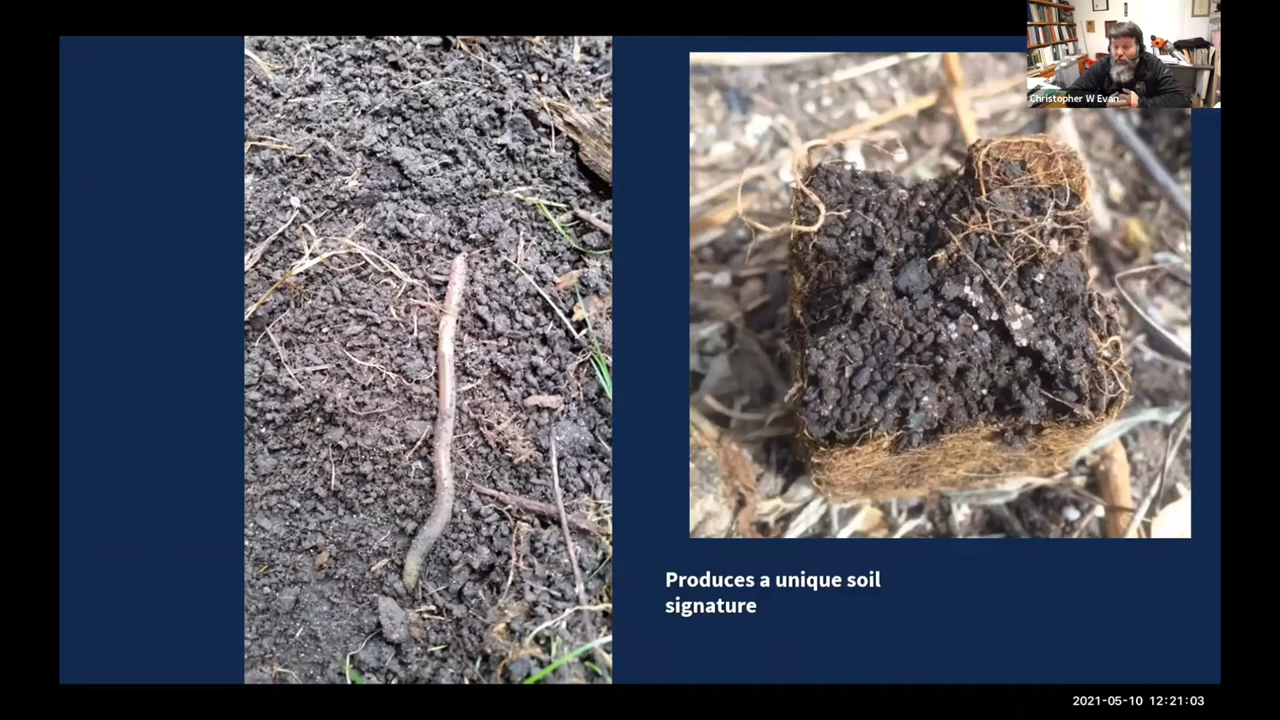 Christopher W Evan...
Produces a unique soil
signature
2021-05-10 12:21:03